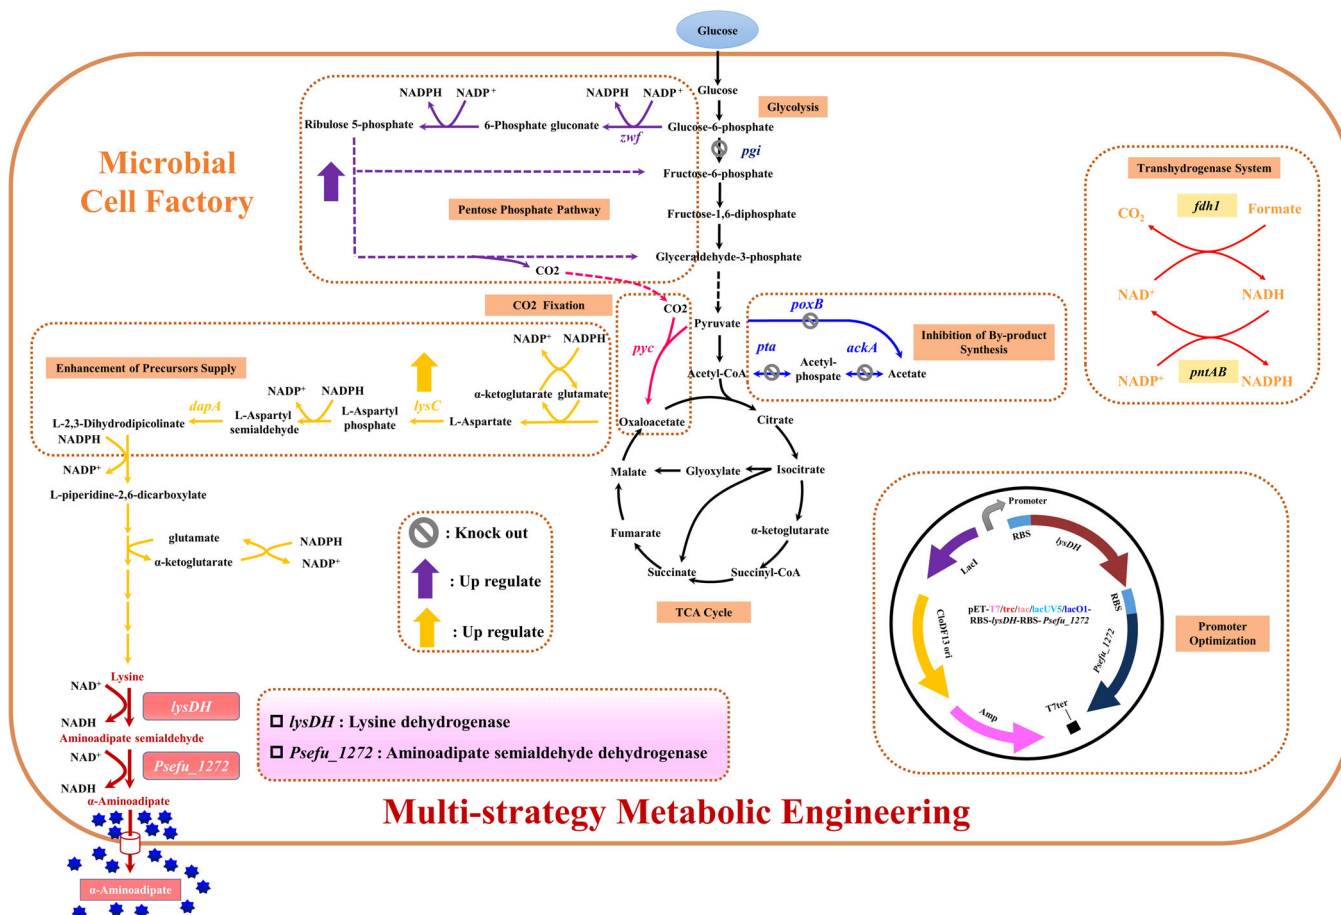 Glucose
Glucose
Glycolysis
NADPH
NADP+
NADPH
NADP+
Ribulose 5-phosphate
6-Phosphate gluconate
Glucose-6-phosphate
zwf
pgi
Microbial
Cell Factory
Fructose-6-phosphate
Pentose Phosphate Pathway
Fructose-1,6-diphosphate
Glyceraldehyde-3-phosphate
CO2
Transhydrogenase System
CO2
fdh1
Formate
NAD+
NADH
NADP+
pntAB
NADPH
CO2 Fixation
CO2
Pyruvate
pyc
poxB
Inhibition of By-product
Synthesis
pta
ackA
Acetyl-CoA
Acetyl-
phospate
Acetate
Enhancement of Precursors Supply
NADP+
NADPH
α-ketoglutarate
glutamate
NADP+
NADPH
dapA
lysC
L-2,3-Dihydrodipicolinate
L-Aspartyl
semialdehyde
L-Aspartyl
phosphate
L-Aspartate
Oxaloacetate
Citrate
NADPH
NADP+
Malate
Glyoxylate
Isocitrate
L-piperidine-2,6-dicarboxylate
Fumarate
α-ketoglutarate
Succinate
Succinyl-CoA
TCA Cycle
glutamate
α-ketoglutarate
NADPH
NADP+
: Knock out
: Up regulate
: Up regulate
Promoter
RBS
lysDH
LacI
RBS
pET-T7/trc/tac/lacUV5/lacO1-
RBS-lysDH-RBS- Psefu_1272
CloDF13 ori
Psefu_1272
Amp
T7ter
Promoter
Optimization
Lysine
NAD+
lysDH
NADH
Aminoadipate semialdehyde
NAD+
Psefu_1272
NADH
α-Aminoadipate
lysDH : Lysine dehydrogenase
Psefu_1272 : Aminoadipate semialdehyde dehydrogenase
Multi-strategy Metabolic Engineering
α-Aminoadipate